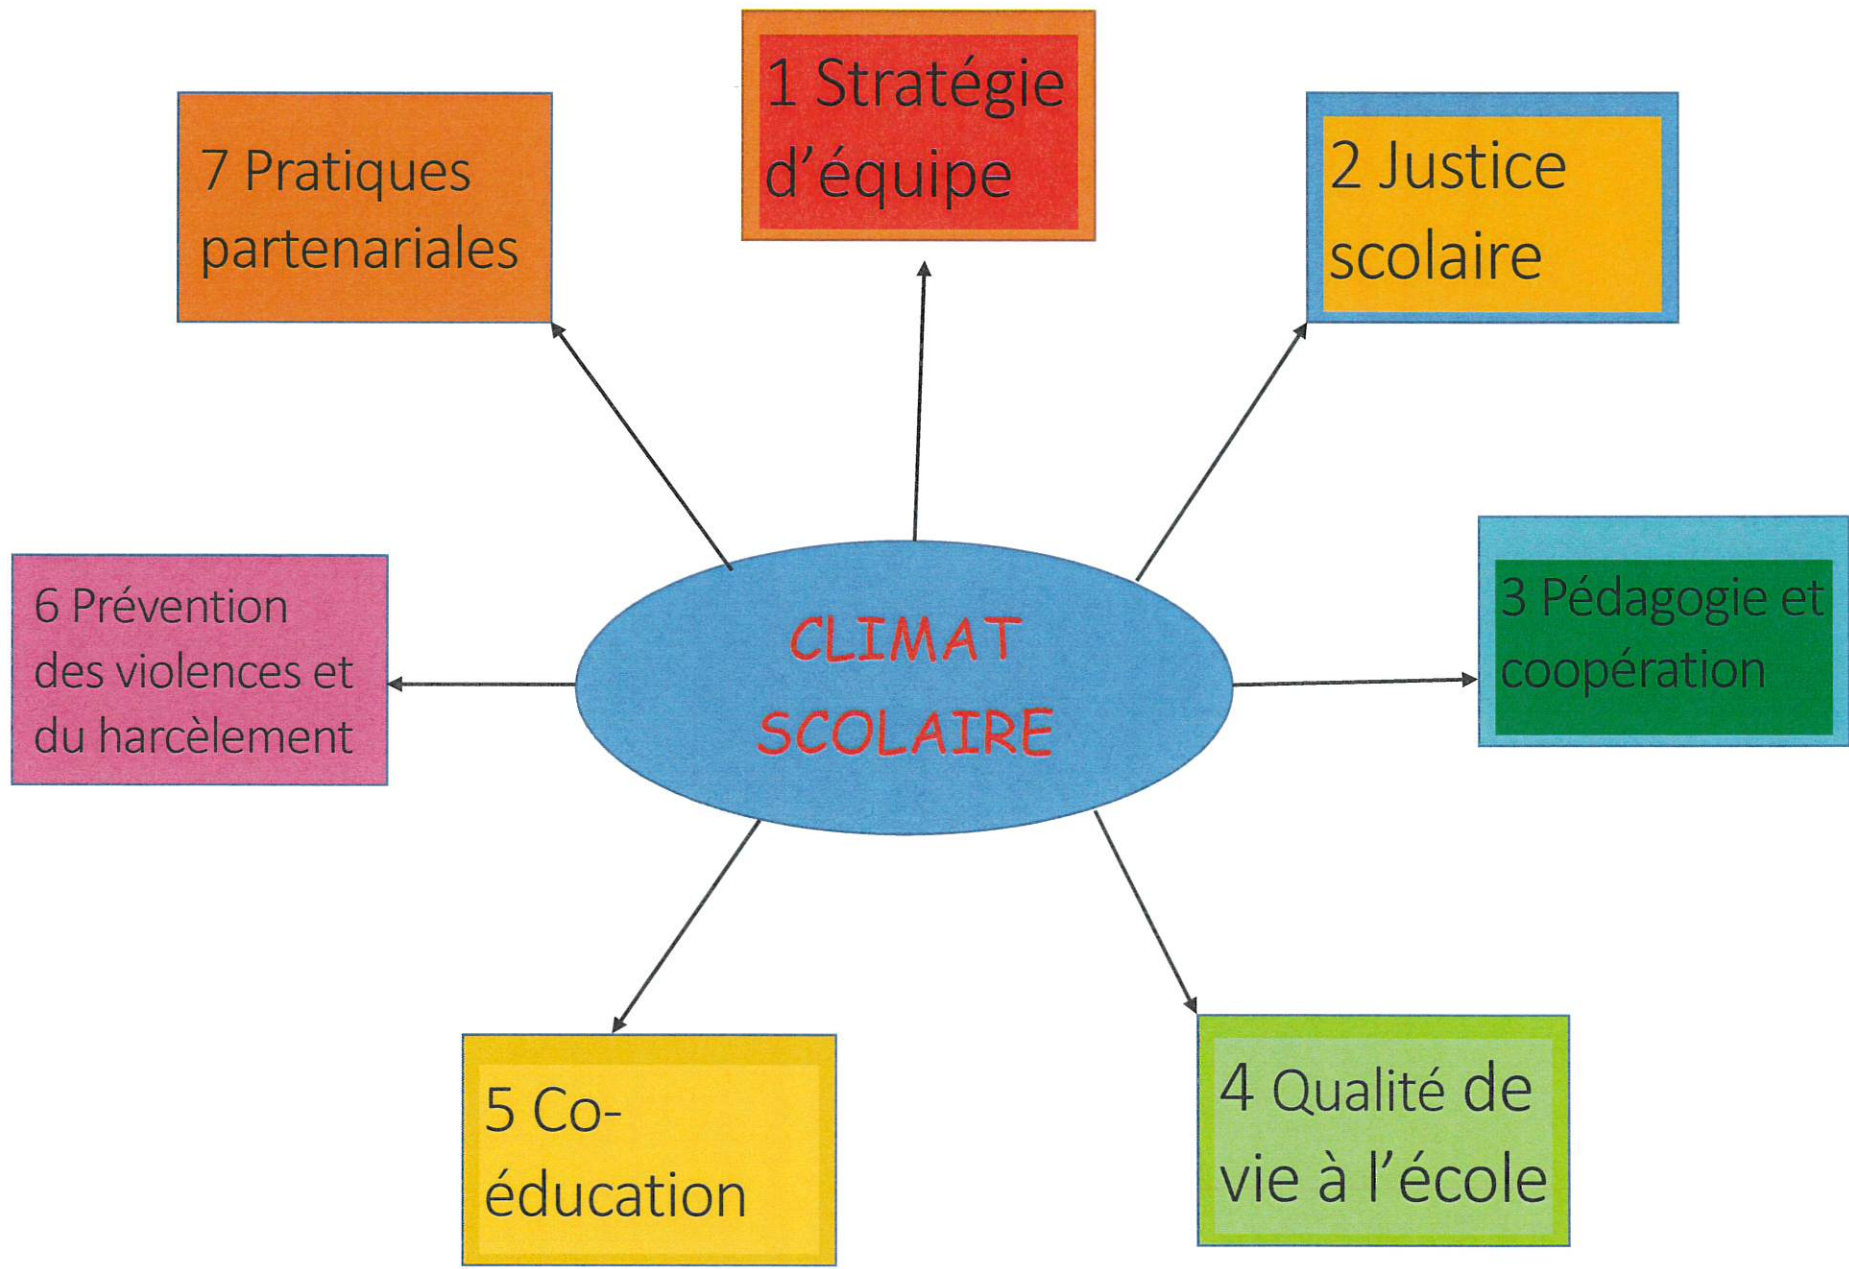 1 Stratégie
d'équipe
2 Justice
scolaire
3 Pédagogie et
coopération
4 Qualité de
vie à l'école
5 Co-
éducation
6 Prévention
des violences et
du harcèlement
7 Pratiques
partenariales
CLIMAT
SCOLAIRE